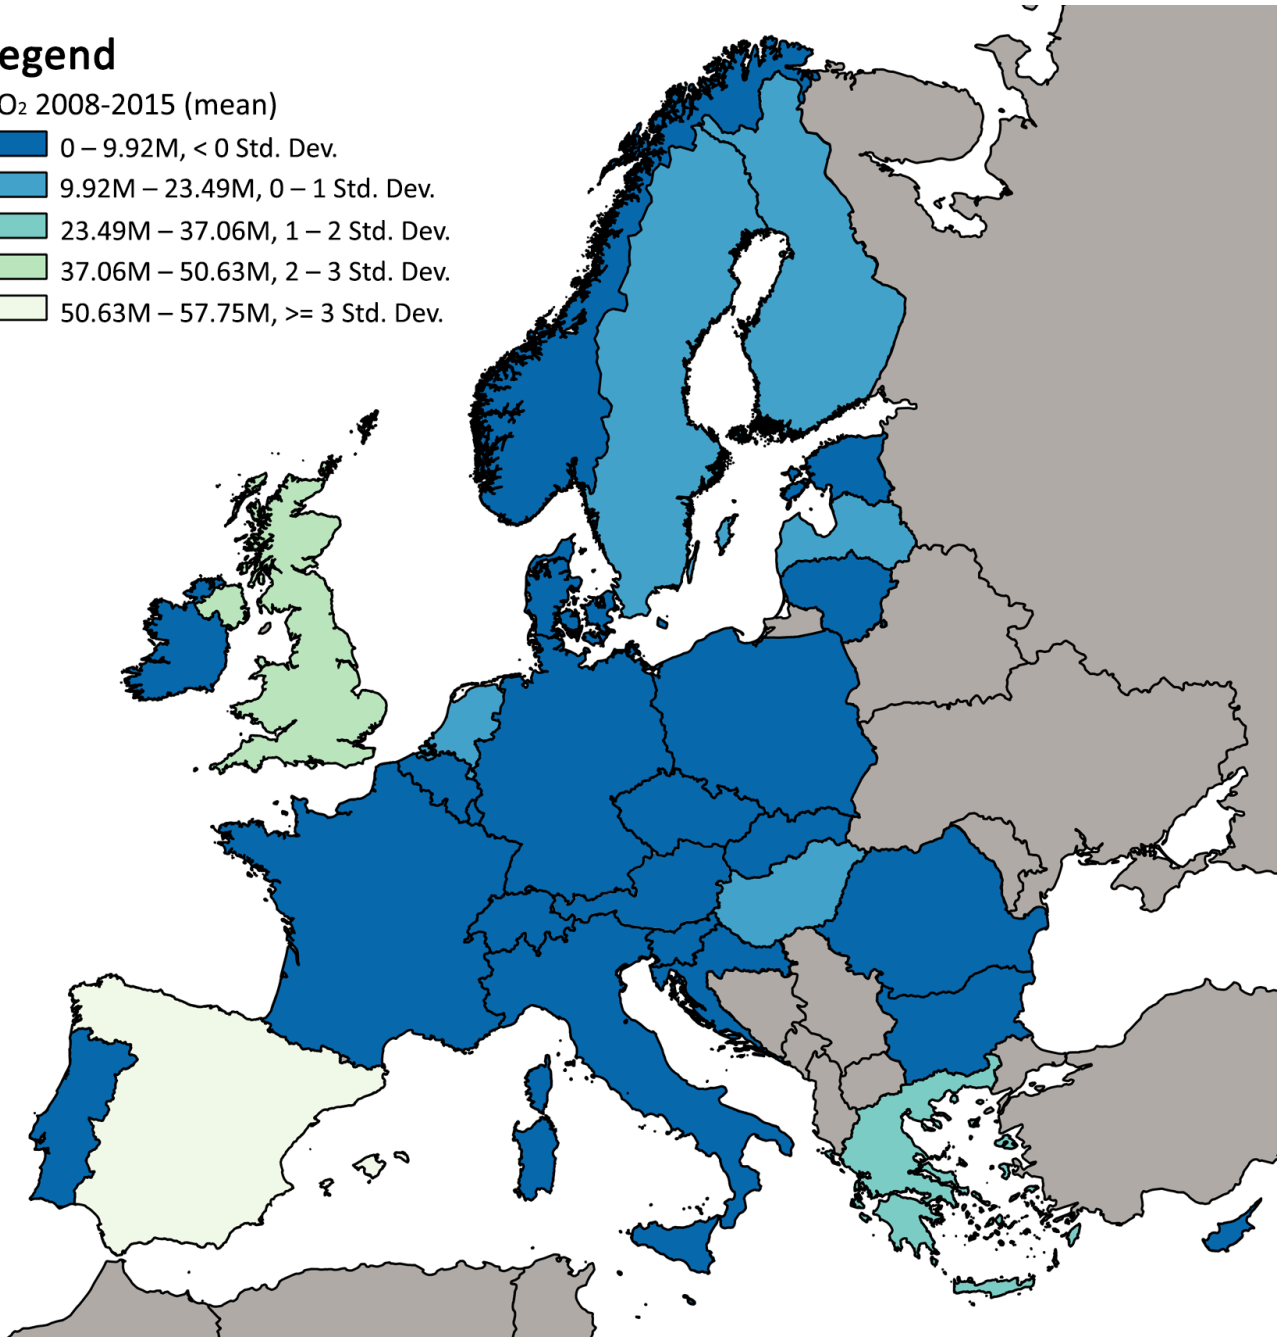 egend
O₂ 2008-2015 (mean)
0 – 9.92M, < 0 Std. Dev.
9.92M – 23.49M, 0 – 1 Std. Dev.
23.49M – 37.06M, 1 – 2 Std. Dev.
37.06M – 50.63M, 2 – 3 Std. Dev.
50.63M – 57.75M, >= 3 Std. Dev.